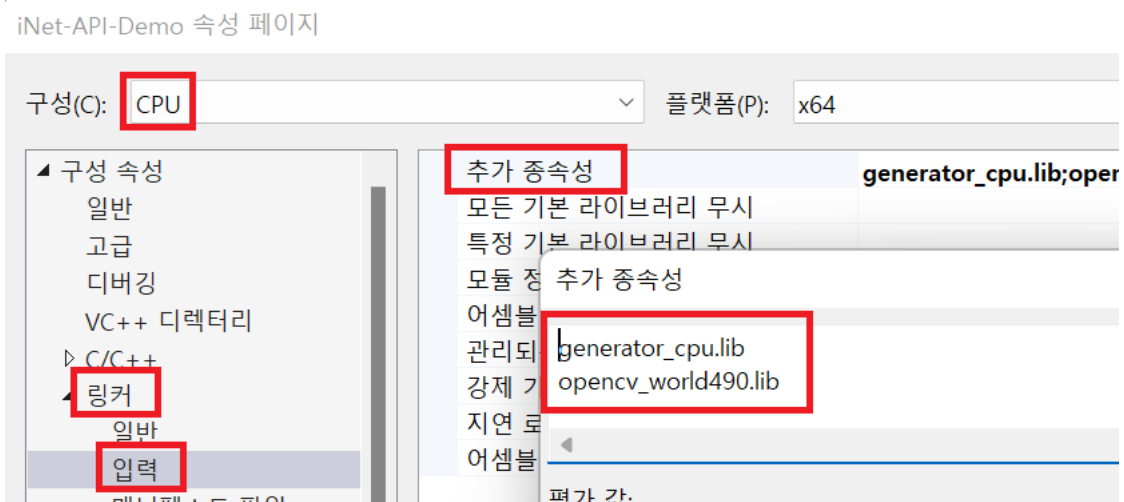 iNet-API-Demo 속성 페이지
구성(C): CPU 플랫폼(P): x64
구성 속성
일반
고급
디버깅
VC++ 디렉터리
C/C++
링커
일반
입력
추가 종속성 generator_cpu.lib;oper
모든 기본 라이브러리 무시
특정 기본 라이브러리 무시
모듈 정
어셈블
관리되
강제 기
지연 로
어셈블
추가 종속성
generator_cpu.lib
opencv_world490.lib
평가 값: